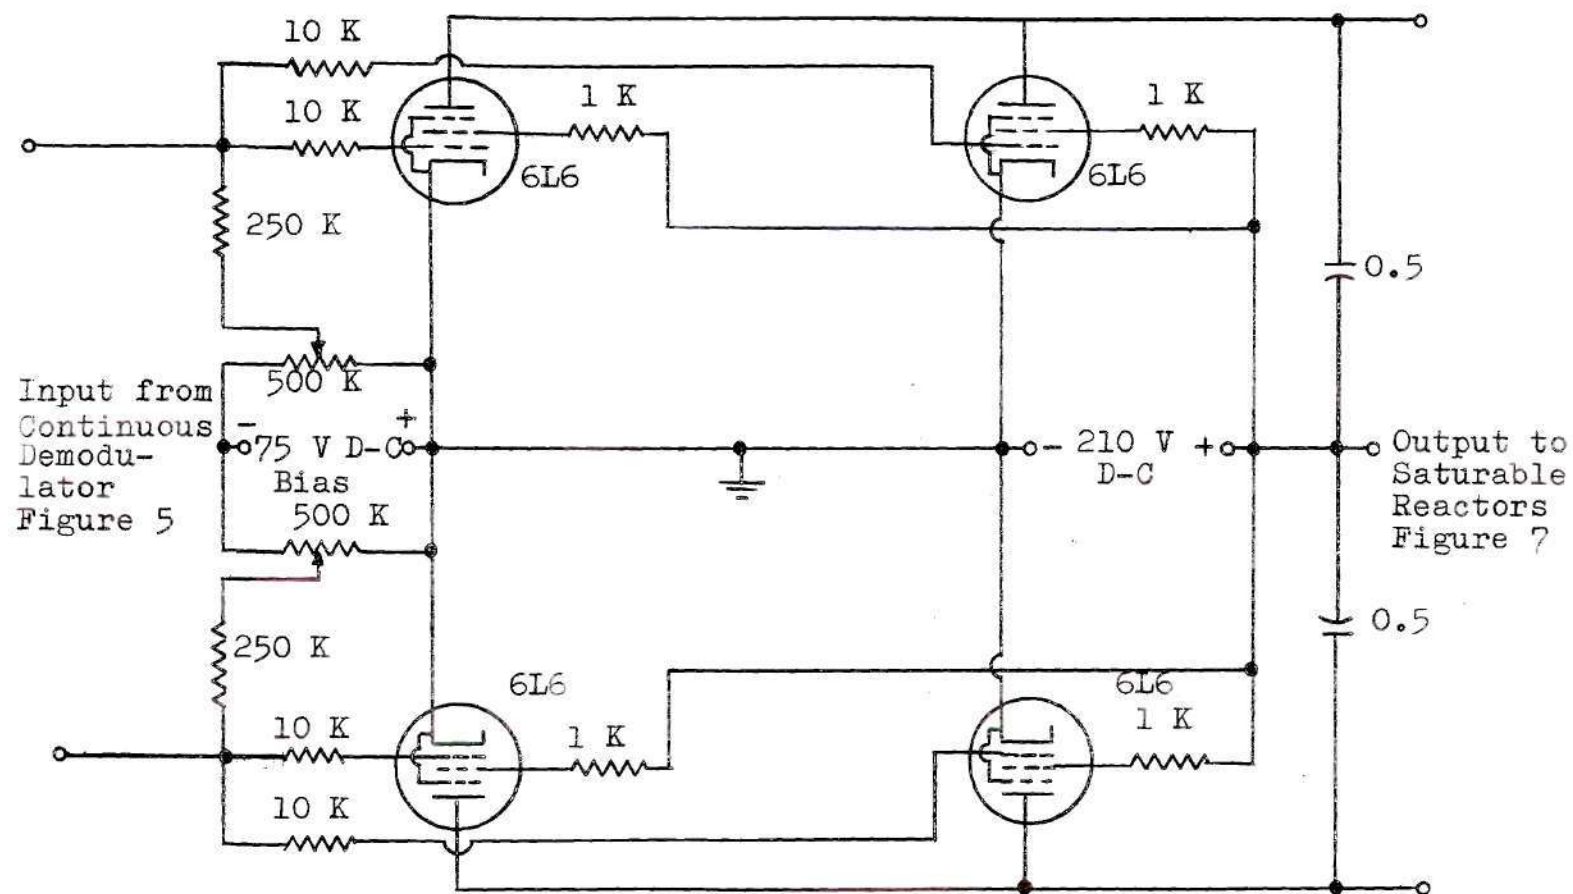 10 K
10 K
1 K
1 K
6L6
6L6
250 K
0.5
500 K
Input from
Continuous
Demodu-
lator
Figure 5
- 75 V D-C +
Bias
- 210 V +
D-C
Output to
Saturable
Reactors
Figure 7
500 K
0.5
250 K
6L6
6L6
10 K
1 K
1 K
10 K